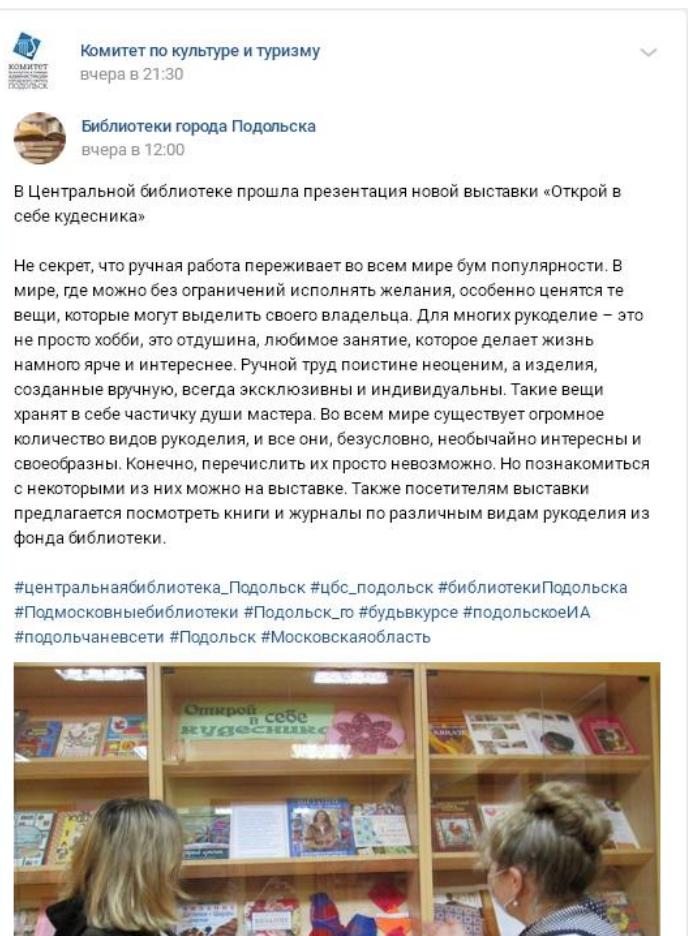 Комитет по культуре и туризму
вчера в 21:30
КОМИТЕТ
ПОДОЛЬСК
Библиотеки города Подольска
вчера в 12:00
В Центральной библиотеке прошла презентация новой выставки «Открой в
себе кудесника»
Не секрет, что ручная работа переживает во всем мире бум популярности. В
мире, где можно без ограничений исполнять желания, особенно ценятся те
вещи, которые могут выделить своего владельца. Для многих рукоделие – это
не просто хобби, это отдушина, любимое занятие, которое делает жизнь
намного ярче и интереснее. Ручной труд поистине неоценим, а изделия,
созданные вручную, всегда эксклюзивны и индивидуальны. Такие вещи
хранят в себе частичку души мастера. Во всем мире существует огромное
количество видов рукоделия, и все они, безусловно, необычайно интересны и
своеобразны. Конечно, перечислить их просто невозможно. Но познакомиться
с некоторыми из них можно на выставке. Также посетителям выставки
предлагается посмотреть книги и журналы по различным видам рукоделия из
фонда библиотеки.
#центральнаябиблиотека_Подольск #цбс_подольск #библиотекиПодольска
#Подмосковныебиблиотеки #Подольск_го #будьвкурсе #подольскоеИА
#подольчаневсети #Подольск #Московскаяобласть
Открой
в себе
кудесника